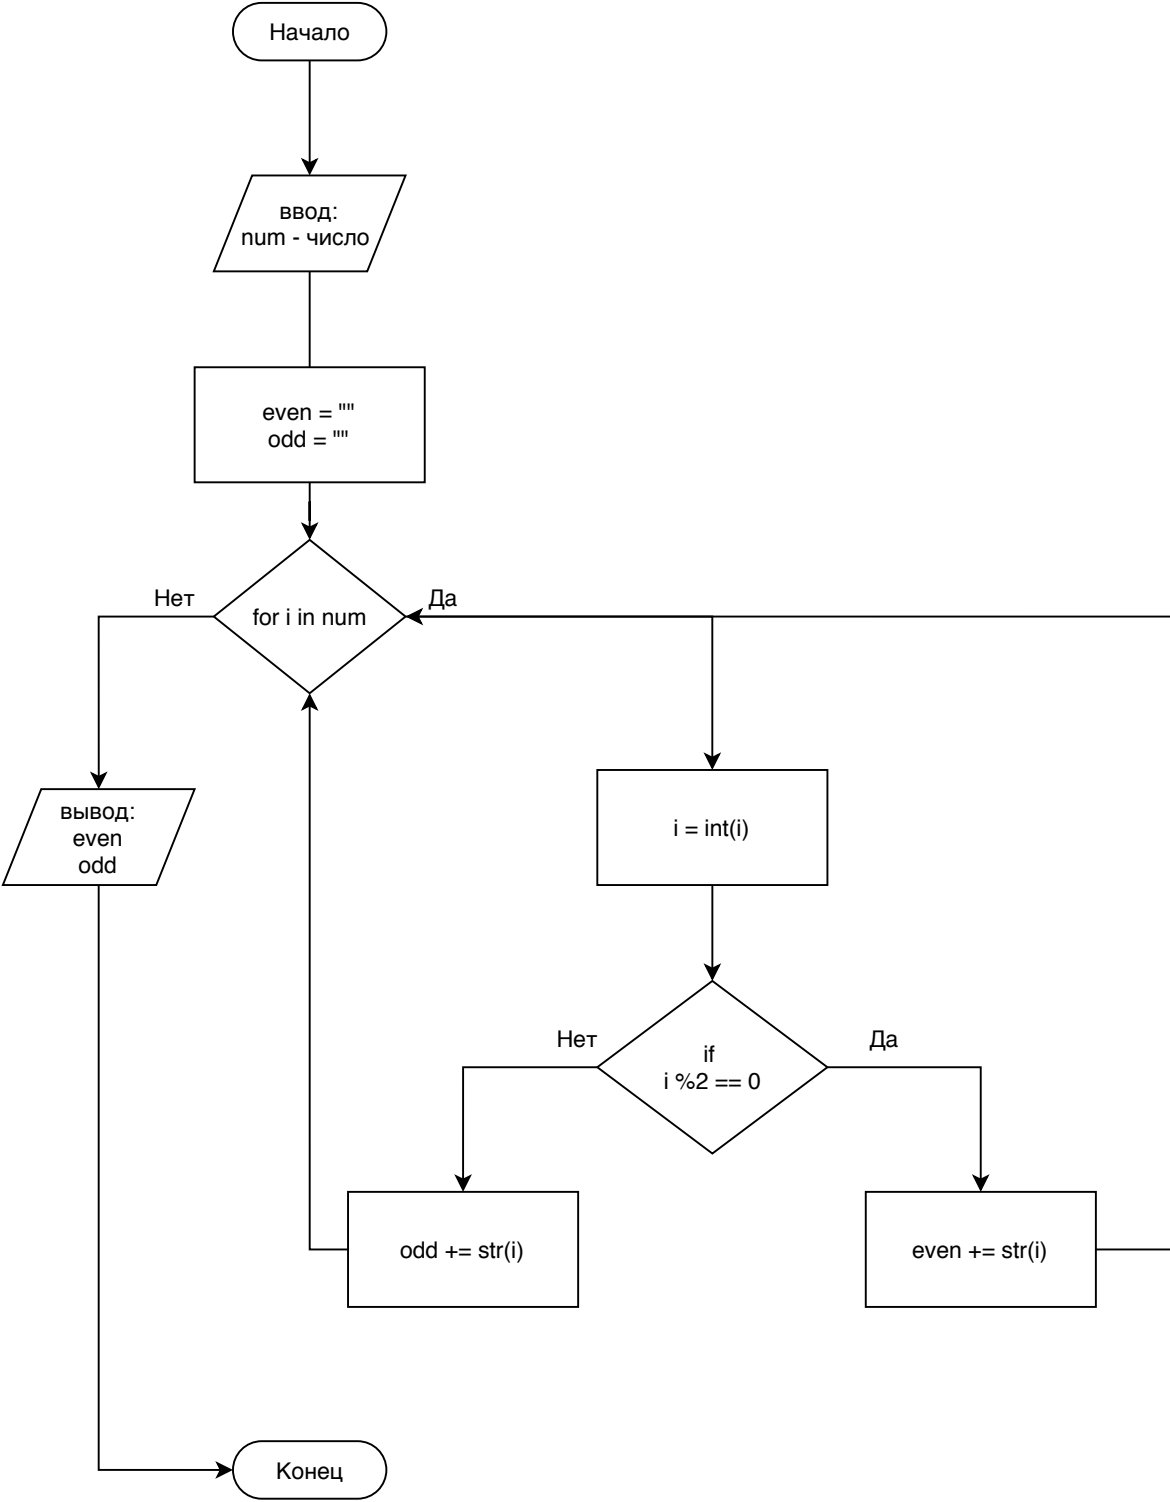 Начало
ввод:
num - число
even = ""
odd = ""
Нет
for i in num
Да
вывод:
even
odd
i = int(i)
Нет
if
i %2 == 0
Да
odd += str(i)
even += str(i)
Конец